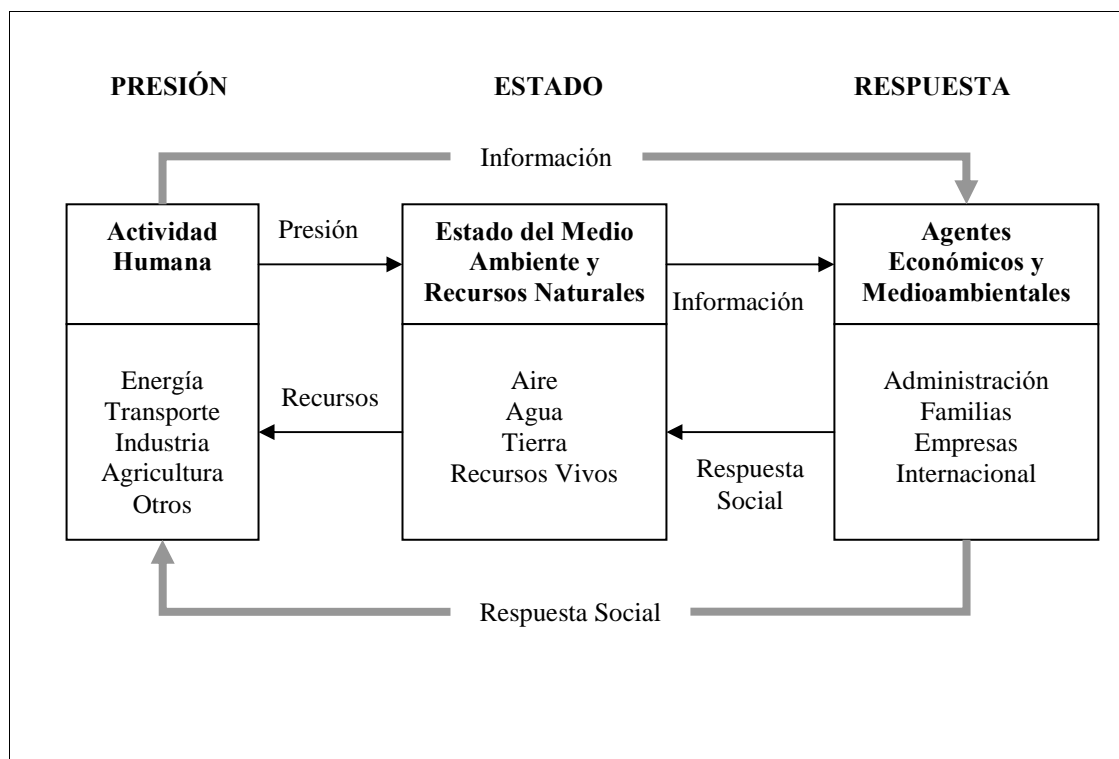 PRESIÓN
ESTADO
RESPUESTA
Información
Actividad
Humana
Presión
Estado del Medio
Ambiente y
Recursos Naturales
Información
Agentes
Económicos y
Medioambientales
Energía
Transporte
Industria
Agricultura
Otros
Recursos
Aire
Agua
Tierra
Recursos Vivos
Respuesta
Social
Administración
Familias
Empresas
Internacional
Respuesta Social